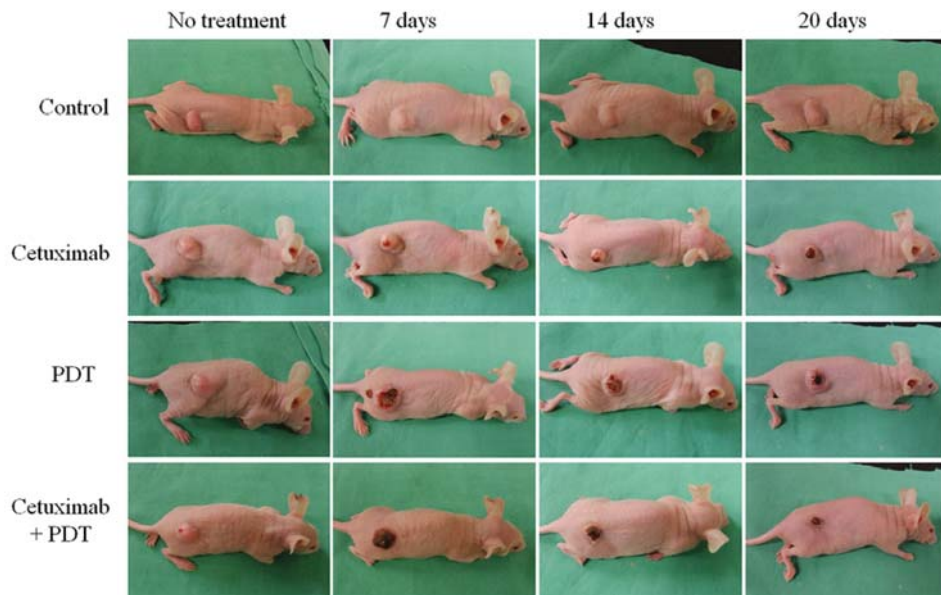 No treatment 7 days 14 days 20 days
Control
Cetuximab
PDT
Cetuximab
+ PDT